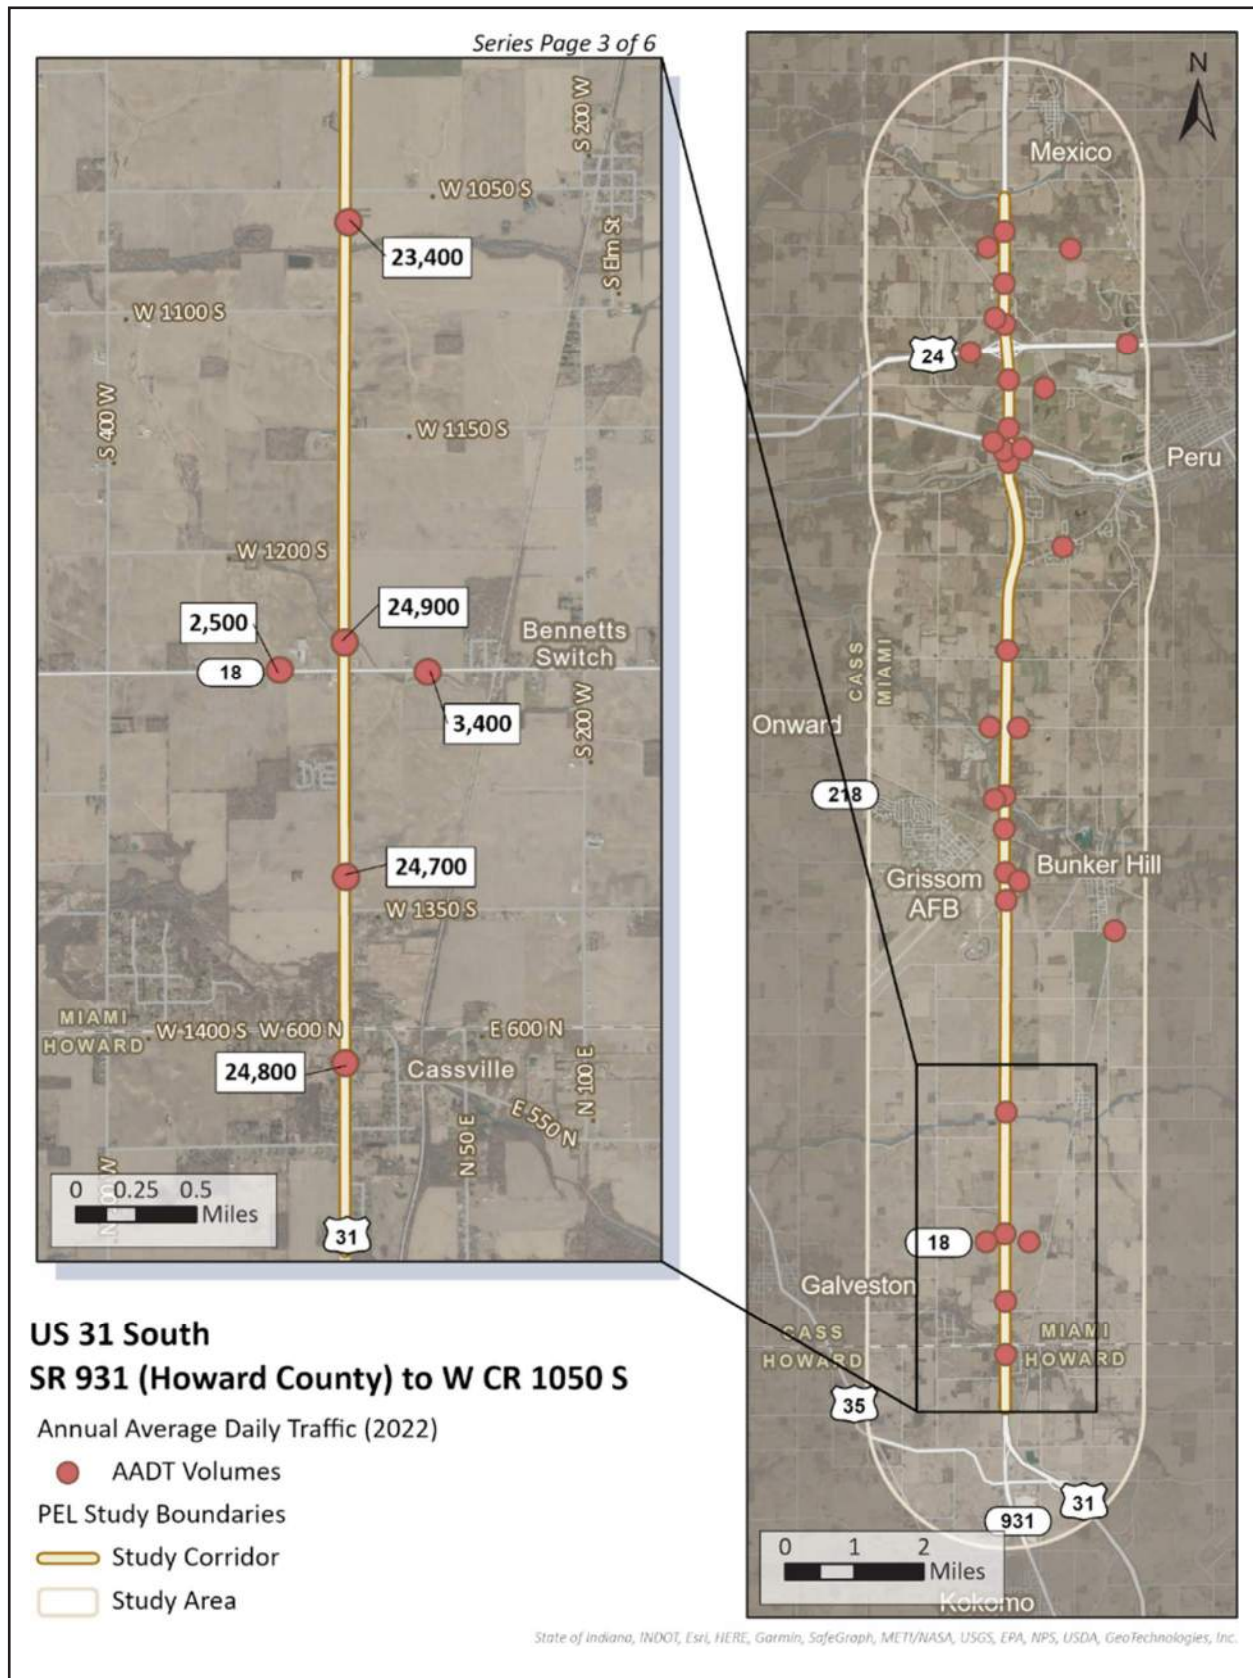 Series Page 3 of 6
S 200 W
W 1050 S
23,400
S Elm St
W 1100 S
S 400 W
W 1150 S
W 1200 S
24,900
2,500
Bennetts
Switch
18
3,400
S 200 W
24,700
W 1350 S
MIAMI
HOWARD
W 1400 S
W 600 N
E 600 N
24,800
Cassville
N 100 E
E 550 N
N 50 E
0 0.25 0.5
Miles
31
N
Mexico
24
Peru
CASS
MIAMI
Onward
218
Bunker Hill
Grissom
AFB
18
Galveston
CASS
HOWARD
MIAMI
HOWARD
35
31
931
0 1 2
Miles
Kokomo
US 31 South
SR 931 (Howard County) to W CR 1050 S
Annual Average Daily Traffic (2022)
AADT Volumes
PEL Study Boundaries
Study Corridor
Study Area
State of Indiana, INDOT, Esri, HERE, Garmin, SafeGraph, METI/NASA, USGS, EPA, NPS, USDA, GeoTechnologies, Inc.